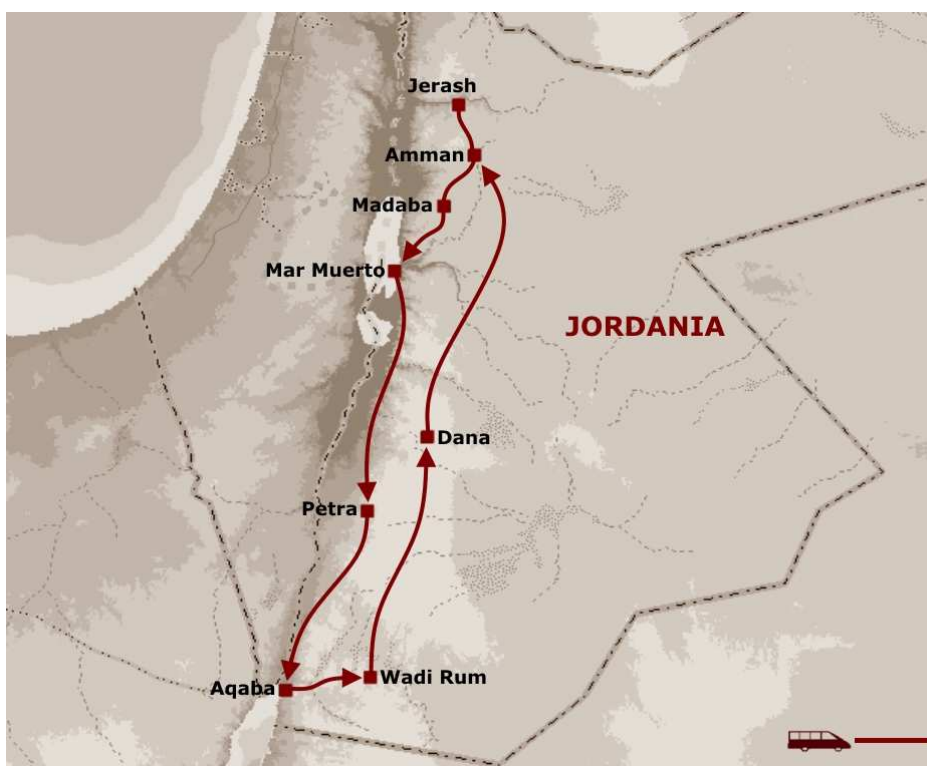 Jerash
Amman
Madaba
Mar Muerto
JORDANIA
Dana
Petra
Wadi Rum
Aqaba